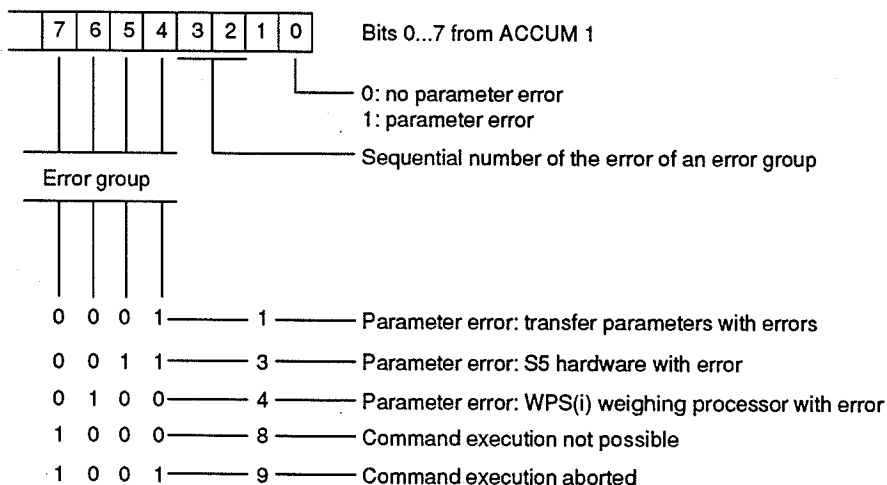 7 6 5 4 3 2 1 0 Bits 0...7 from ACCUM 1
0: no parameter error
1: parameter error
Sequential number of the error of an error group
Error group
0 0 0 1 1 Parameter error: transfer parameters with errors
0 0 1 1 3 Parameter error: S5 hardware with error
0 1 0 0 4 Parameter error: WPS(i) weighing processor with error
1 0 0 0 8 Command execution not possible
1 0 0 1 9 Command execution aborted